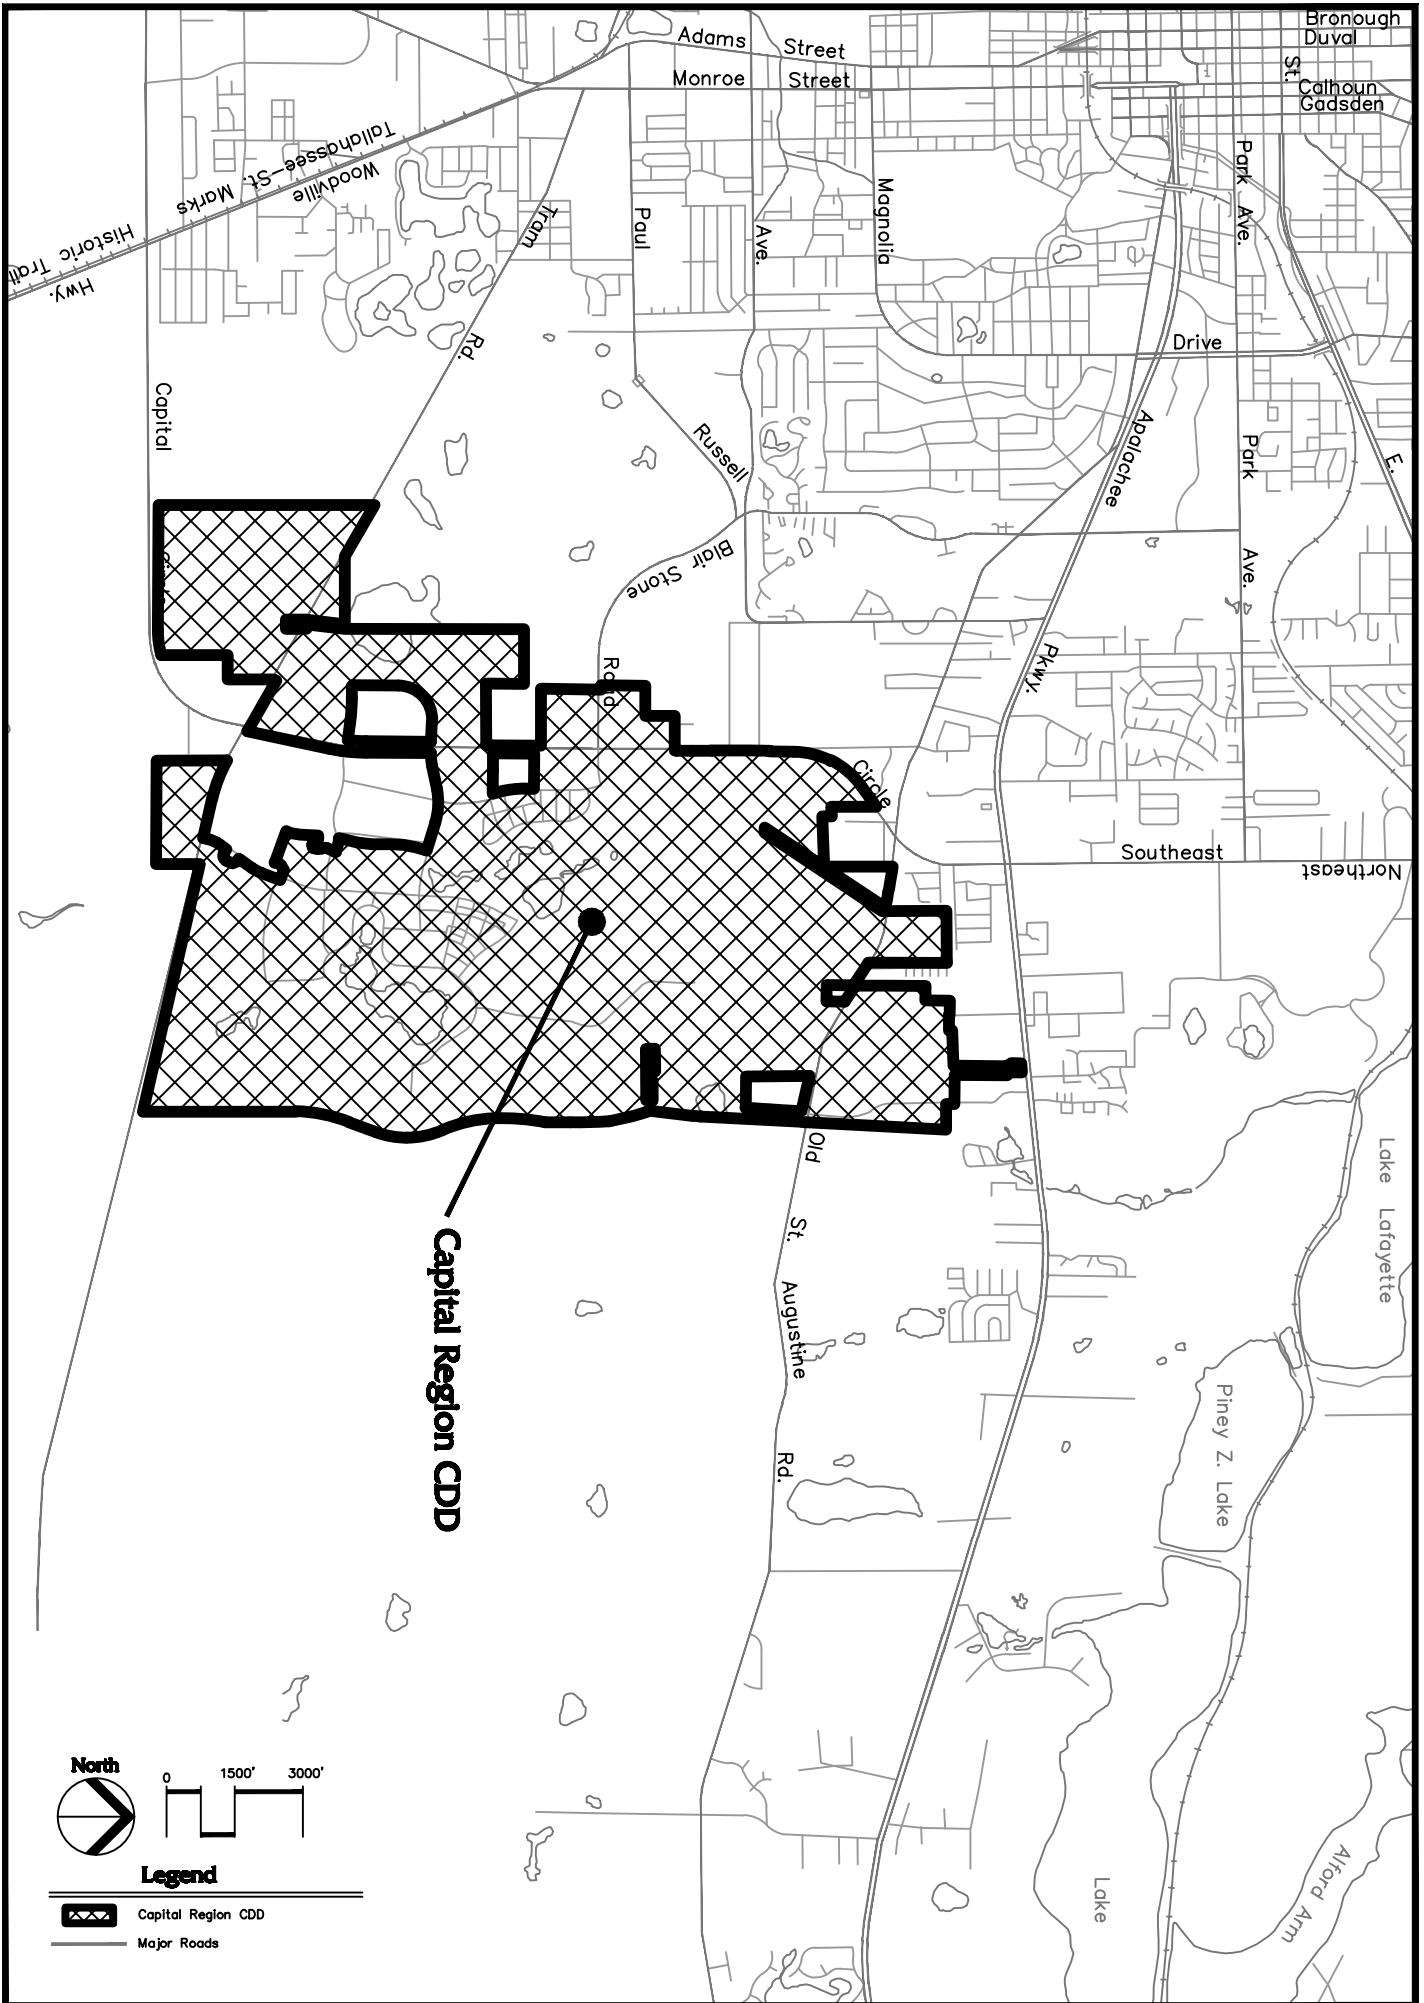 Bronough
Duval
Adams Street
Monroe Street
St.
Calhoun
Gadsden
Tallahassee-St. Marks Historic Trail
Woodville Hwy.
Park Ave.
Magnolia
Paul
Ave.
Tram
Rd.
Drive
Capital
Russell
Apalachee
Park
E.
Blair Stone
Ave.
Road
Pkwy.
Circle
Southeast
Northeast
Old
St.
Augustine
Rd.
Lake Lafayette
Capital Region CDD
Piney Z. Lake
Lake
Alford Arm
North
0 1500' 3000'
Legend
Capital Region CDD
Major Roads